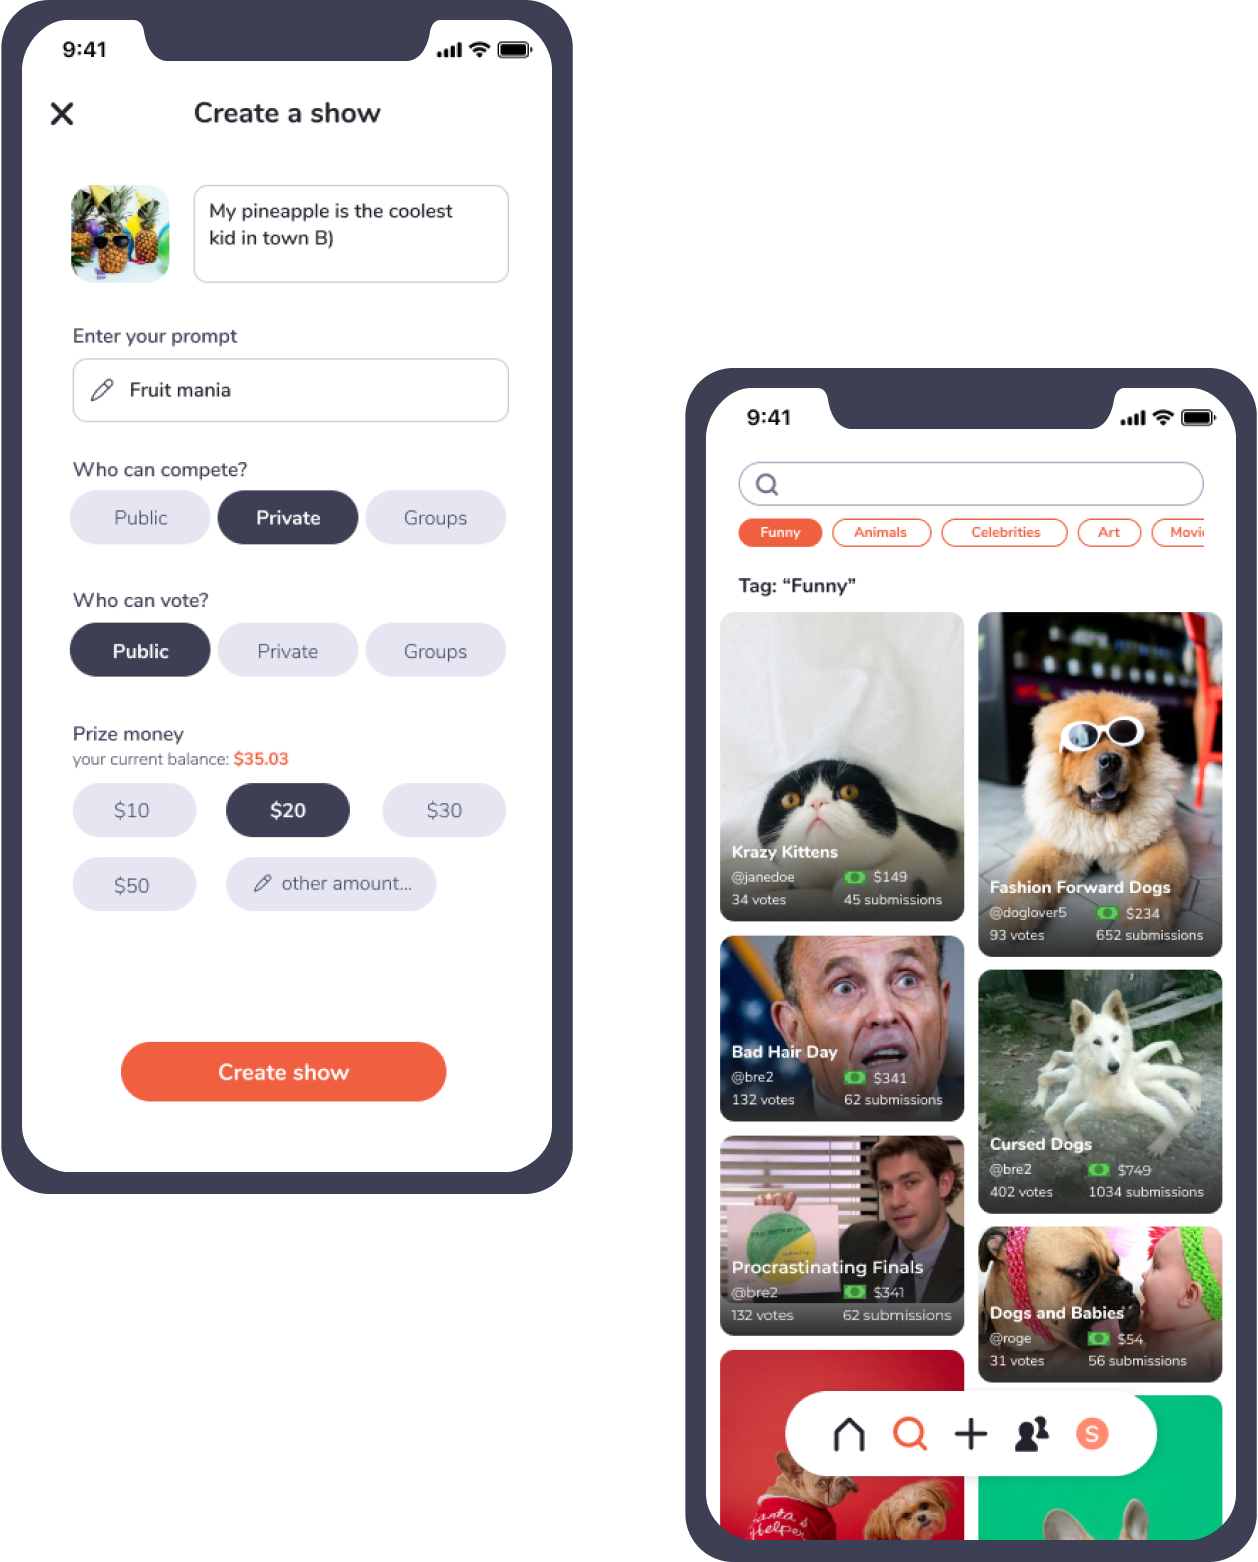 9:41
Create a show
My pineapple is the coolest
kid in town B)
Enter your prompt
Fruit mania
Who can compete?
Public Private Groups
Who can vote?
Public Private Groups
Prize money
your current balance: $35.03
$10 $20 $30
$50 other amount...
Create show
9:41
Funny Animals Celebrities Art Movi
Tag: “Funny”
Krazy Kittens
@janedoe $149
34 votes 45 submissions
Fashion Forward Dogs
@doglover5 $234
93 votes 652 submissions
Bad Hair Day
@bre2 $341
132 votes 62 submissions
Cursed Dogs
@bre2 $749
402 votes 1034 submissions
Procrastinating Finals
@bre2 $341
132 votes 62 submissions
Dogs and Babies
@roge $54
31 votes 56 submissions
S
Santa's
Helper